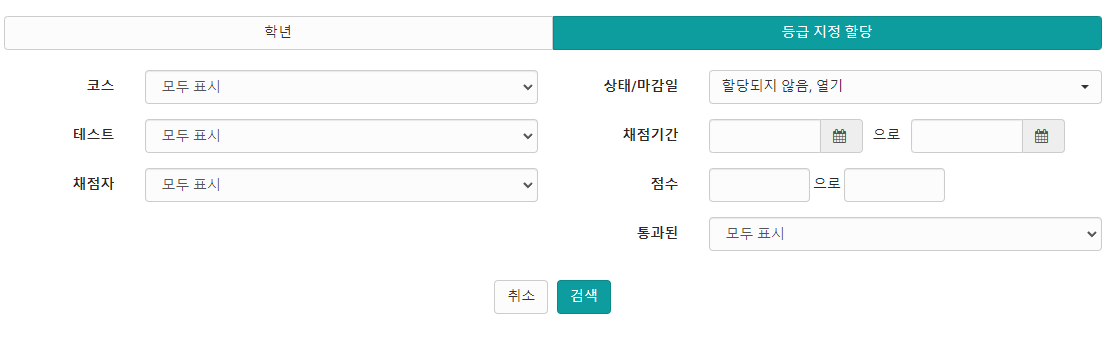 학년
등급 지정 할당
코스
모두 표시
상태/마감일
할당되지 않음, 열기
테스트
모두 표시
채점기간
으로
채점자
모두 표시
점수
으로
통과된
모두 표시
취소
검색